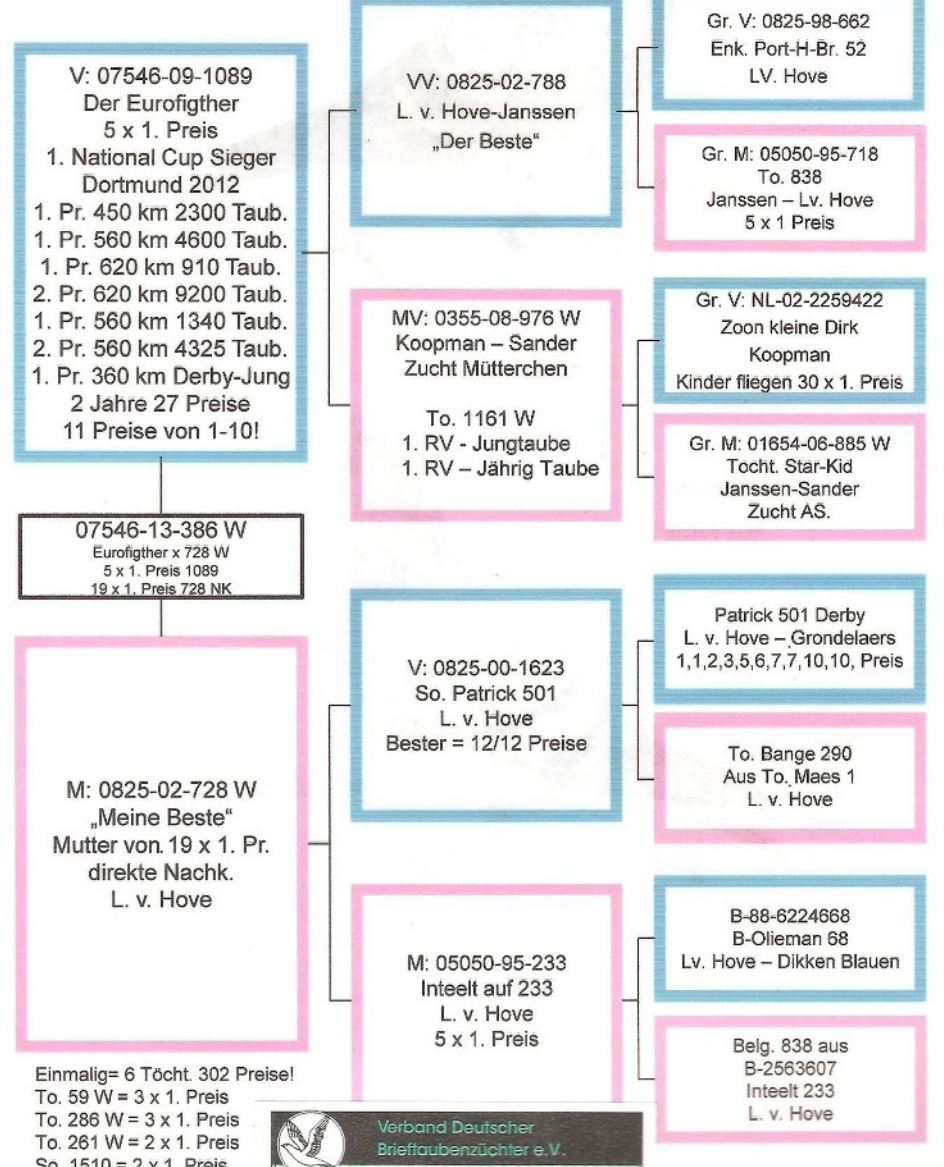 V: 07546-09-1089
Der Eurofigther
5 x 1. Preis
1. National Cup Sieger
Dortmund 2012
1. Pr. 450 km 2300 Taub.
1. Pr. 560 km 4600 Taub.
1. Pr. 620 km 910 Taub.
2. Pr. 620 km 9200 Taub.
1. Pr. 560 km 1340 Taub.
2. Pr. 560 km 4325 Taub.
1. Pr. 360 km Derby-Jung
2 Jahre 27 Preise
11 Preise von 1-10!
07546-13-386 W
Eurofigther x 728 W
5 x 1. Preis 1089
19 x 1. Preis 728 NK
M: 0825-02-728 W
„Meine Beste“
Mutter von 19 x 1. Pr.
direkte Nachk.
L. v. Hove
Einmalig= 6 Töcht. 302 Preise!
To. 59 W = 3 x 1. Preis
To. 286 W = 3 x 1. Preis
To. 261 W = 2 x 1. Preis
So. 1510 = 2 x 1. Preis
VV: 0825-02-788
L. v. Hove-Janssen
„Der Beste“
MV: 0355-08-976 W
Koopman – Sander
Zucht Mütterchen
To. 1161 W
1. RV - Jungtaube
1. RV – Jährig Taube
V: 0825-00-1623
So. Patrick 501
L. v. Hove
Bester = 12/12 Preise
M: 05050-95-233
Inteelt auf 233
L. v. Hove
5 x 1. Preis
Verband Deutscher
Brieftaubenzüchter e.V.
Gr. V: 0825-98-662
Enk. Port-H-Br. 52
LV. Hove
Gr. M: 05050-95-718
To. 838
Janssen – Lv. Hove
5 x 1 Preis
Gr. V: NL-02-2259422
Zoon kleine Dirk
Koopman
Kinder fliegen 30 x 1. Preis
Gr. M: 01654-06-885 W
Tocht. Star-Kid
Janssen-Sander
Zucht AS.
Patrick 501 Derby
L. v. Hove – Grondelaers
1,1,2,3,5,6,7,7,10,10, Preis
To. Bange 290
Aus To. Maes 1
L. v. Hove
B-88-6224668
B-Olieman 68
Lv. Hove – Dikken Blauen
Belg. 838 aus
B-2563607
Inteelt 233
L. v. Hove